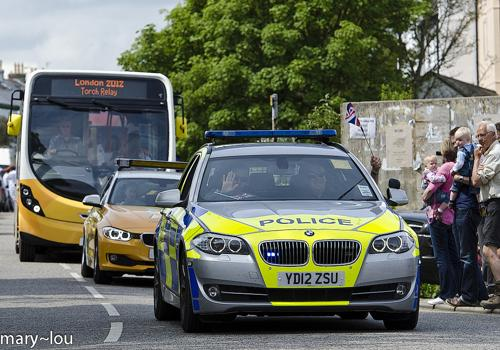 London 2012
Torch Relay
POLICE
YD12 ZSU
mary~lou